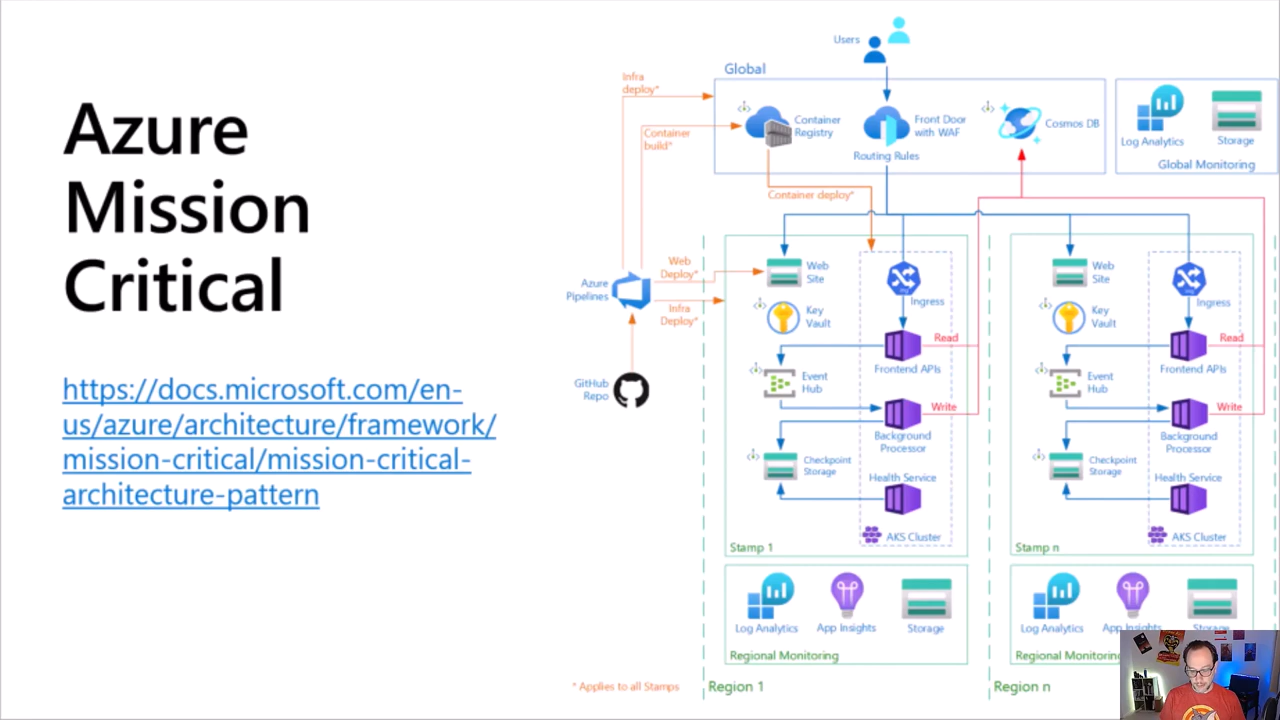 Azure
Mission
Critical
https://docs.microsoft.com/en-
us/azure/architecture/framework/
mission-critical/mission-critical-
architecture-pattern
Users
Global
Infra
deploy*
Container
build*
Container
Registry
Front Door
with WAF
Routing Rules
Cosmos DB
Log Analytics
Storage
Global Monitoring
Container deploy*
Azure
Pipelines
Web
Deploy*
Infra
Deploy*
GitHub
Repo
Web
Site
Key
Vault
Event
Hub
Checkpoint
Storage
Ingress
Frontend APIs
Read
Write
Background
Processor
Health Service
AKS Cluster
Stamp 1
Log Analytics
App Insights
Storage
Regional Monitoring
Region 1
Web
Site
Key
Vault
Event
Hub
Checkpoint
Storage
Ingress
Frontend APIs
Read
Write
Background
Processor
Health Service
AKS Cluster
Stamp n
Log Analytics
App Insights
Storage
Regional Monitoring
Region n
* Applies to all Stamps